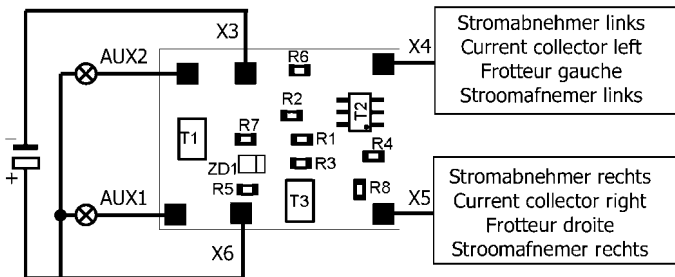 X3
AUX2
X4
R6
R2
T2
T1
R7
R1
R4
ZD1
R3
R5
T3
R8
AUX1
X5
X6
–
+
Stromabnehmer links
Current collector left
Frotteur gauche
Stroomafnemer links
Stromabnehmer rechts
Current collector right
Frotteur droite
Stroomafnemer rechts